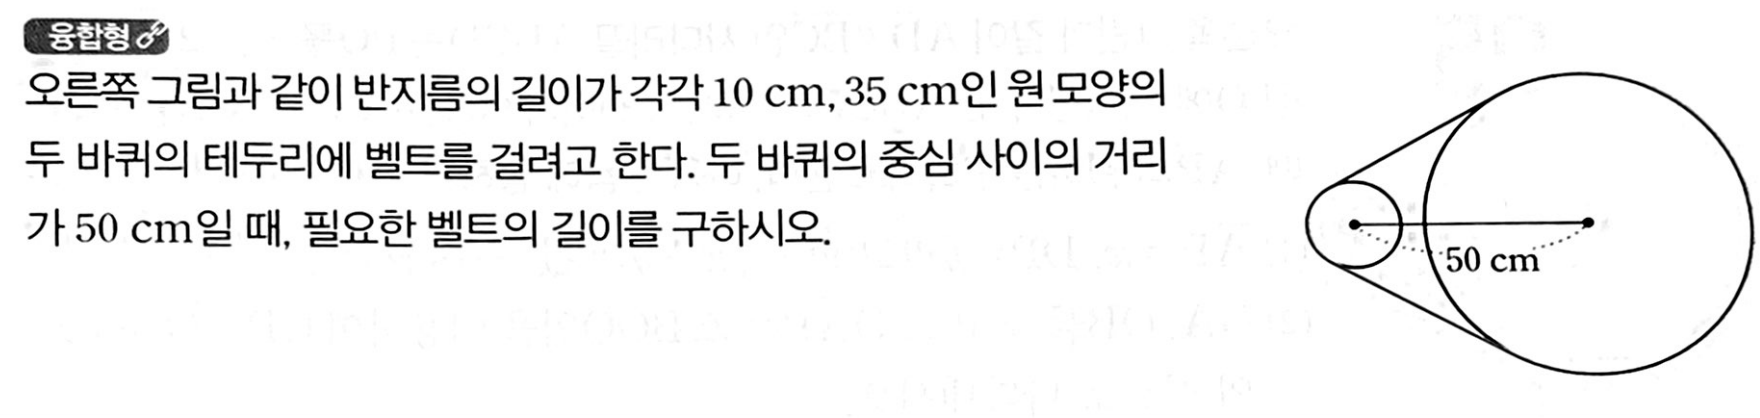 융합형
오른쪽 그림과 같이 반지름의 길이가 각각 10 cm, 35 cm인 원 모양의
두 바퀴의 테두리에 벨트를 걸려고 한다. 두 바퀴의 중심 사이의 거리
가 50 cm일 때, 필요한 벨트의 길이를 구하시오.
50 cm